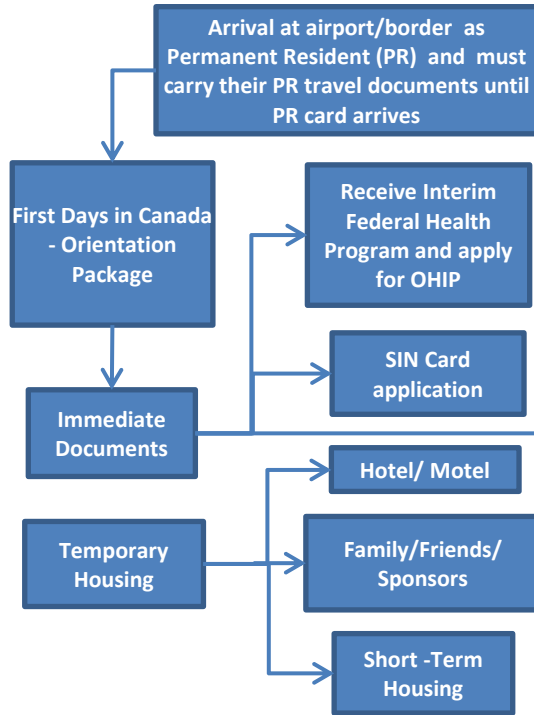 Arrival at airport/border as
Permanent Resident (PR) and must
carry their PR travel documents until
PR card arrives
First Days in Canada
- Orientation
Package
Receive Interim
Federal Health
Program and apply
for OHIP
SIN Card
application
Immediate
Documents
Hotel/ Motel
Temporary
Housing
Family/Friends/
Sponsors
Short -Term
Housing